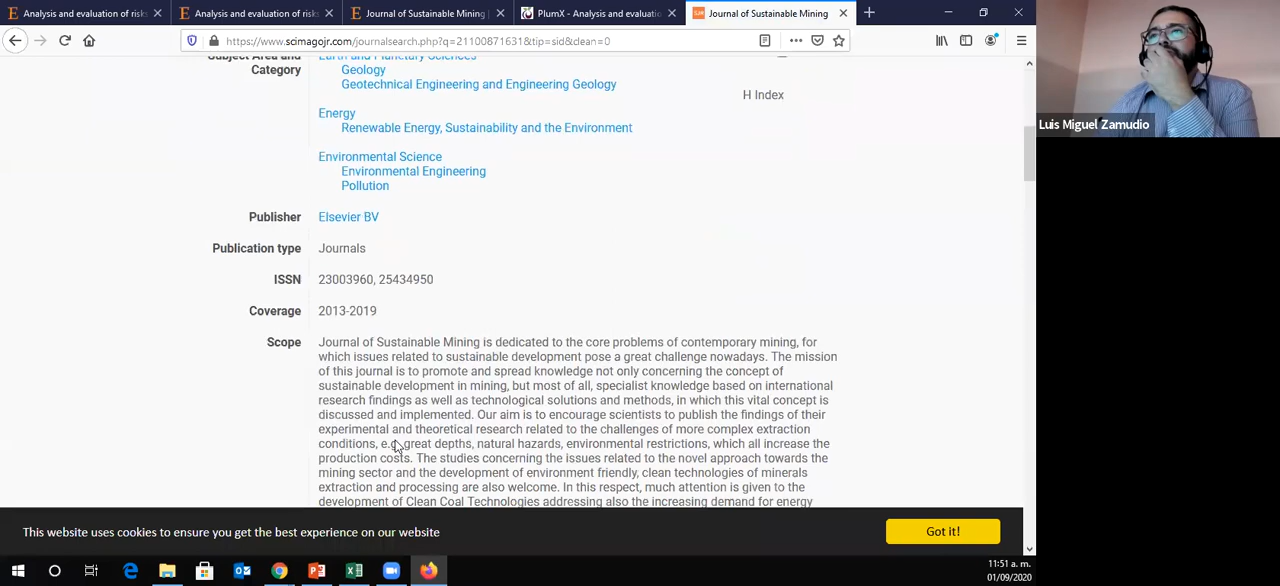 Analysis and evaluation of risks
Analysis and evaluation of risks
Journal of Sustainable Mining |
PlumX - Analysis and evaluatio
Journal of Sustainable Mining
https://www.scimagojr.com/journalsearch.php?q=21100871631&tip=sid&clean=0
Subject Area and
Category
Earth and Planetary Sciences
Geology
Geotechnical Engineering and Engineering Geology
H Index
Energy
Renewable Energy, Sustainability and the Environment
Environmental Science
Environmental Engineering
Pollution
Publisher
Elsevier BV
Publication type
Journals
ISSN
23003960, 25434950
Coverage
2013-2019
Scope
Journal of Sustainable Mining is dedicated to the core problems of contemporary mining, for
which issues related to sustainable development pose a great challenge nowadays. The mission
of this journal is to promote and spread knowledge not only concerning the concept of
sustainable development in mining, but most of all, specialist knowledge based on international
research findings as well as technological solutions and methods, in which this vital concept is
discussed and implemented. Our aim is to encourage scientists to publish the findings of their
experimental and theoretical research related to the challenges of more complex extraction
conditions, e.g. great depths, natural hazards, environmental restrictions, which all increase the
production costs. The studies concerning the issues related to the novel approach towards the
mining sector and the development of environment friendly, clean technologies of minerals
extraction and processing are also welcome. In this respect, much attention is given to the
development of Clean Coal Technologies addressing also the increasing demand for energy
This website uses cookies to ensure you get the best experience on our website
Got it!
11:51 a. m.
01/09/2020
Luis Miguel Zamudio